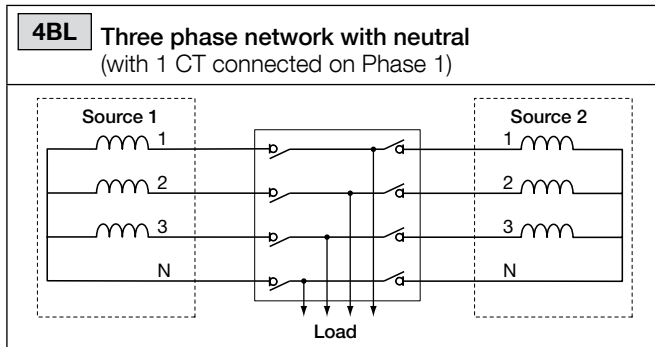 4BL Three phase network with neutral
(with 1 CT connected on Phase 1)
Source 1
Source 2
1
1
2
2
3
3
N
N
Load